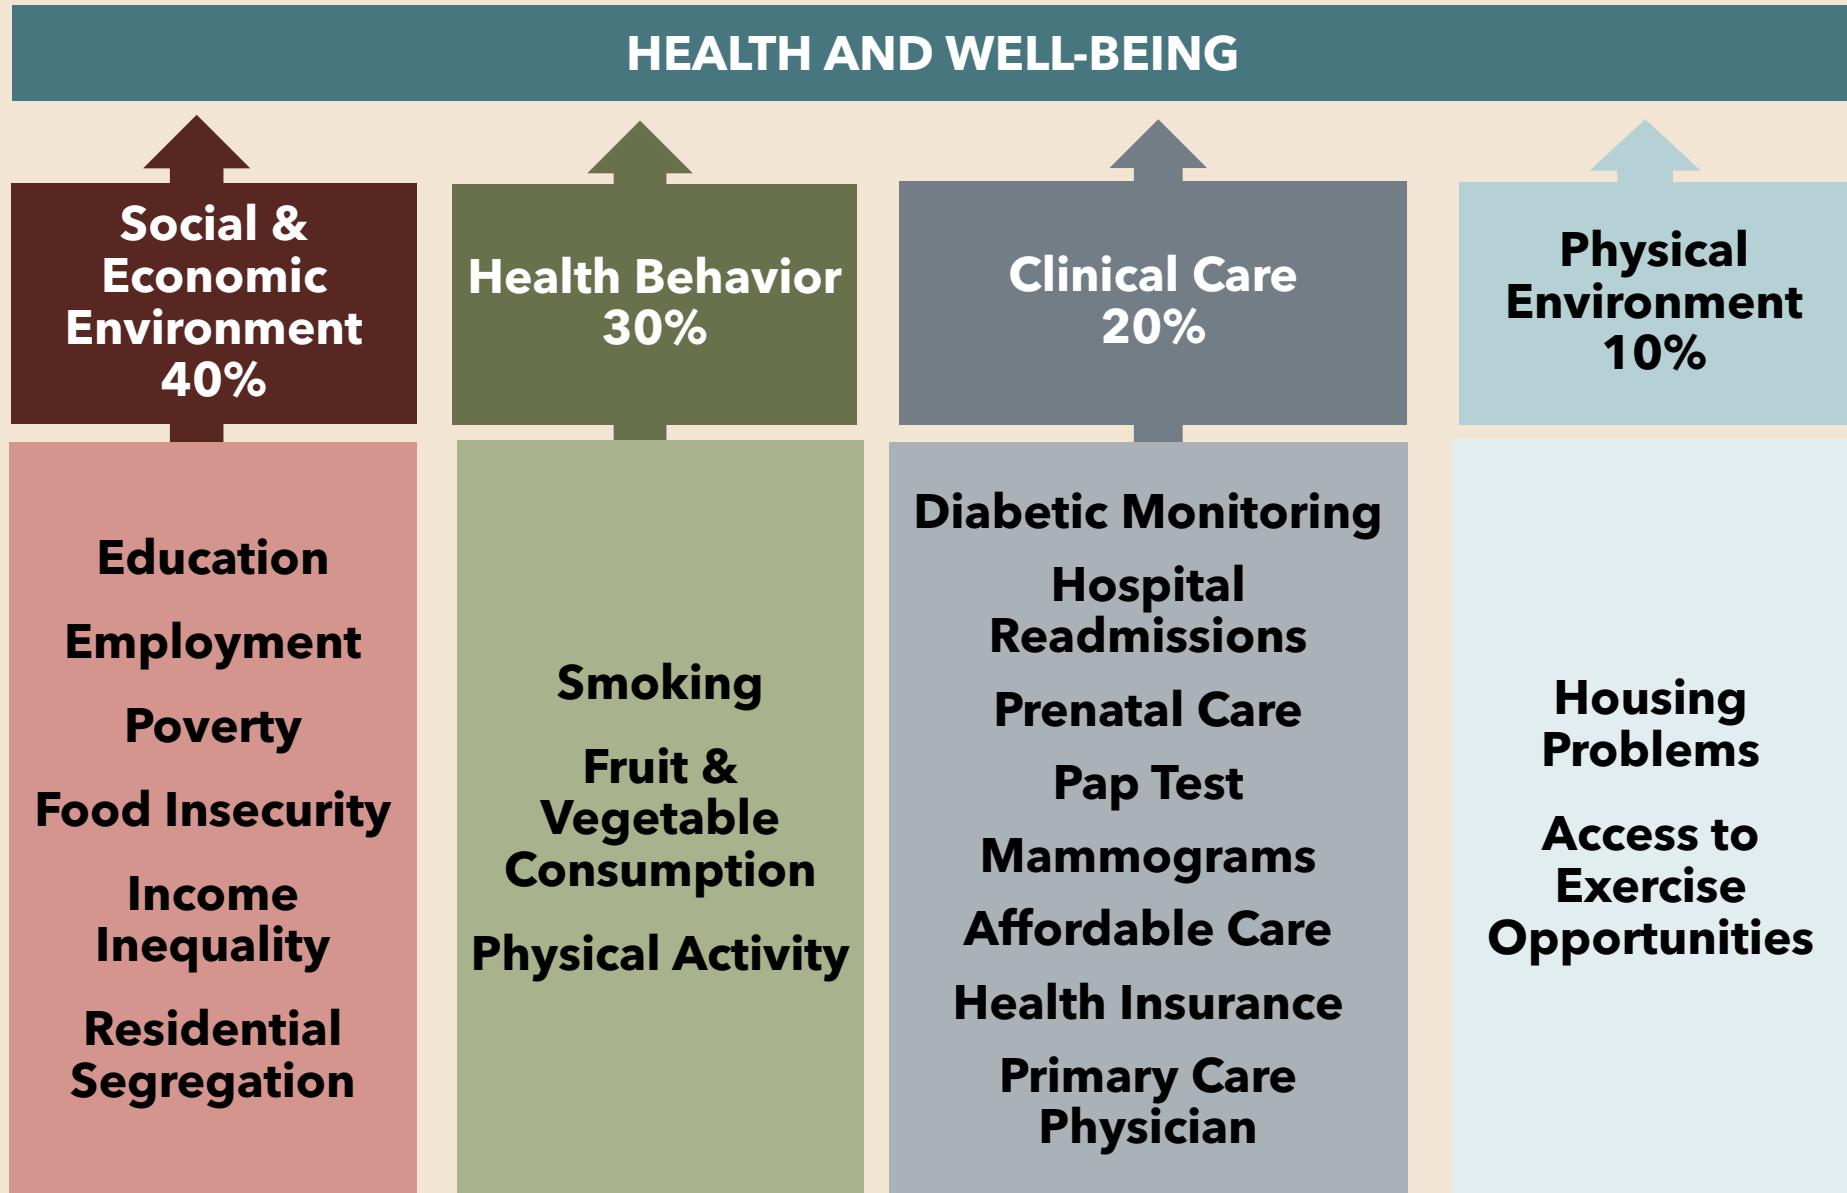 HEALTH AND WELL-BEING
Social &
Economic
Environment
40%
Education
Employment
Poverty
Food Insecurity
Income
Inequality
Residential
Segregation
Health Behavior
30%
Smoking
Fruit &
Vegetable
Consumption
Physical Activity
Clinical Care
20%
Diabetic Monitoring
Hospital
Readmissions
Prenatal Care
Pap Test
Mammograms
Affordable Care
Health Insurance
Primary Care
Physician
Physical
Environment
10%
Housing
Problems
Access to
Exercise
Opportunities